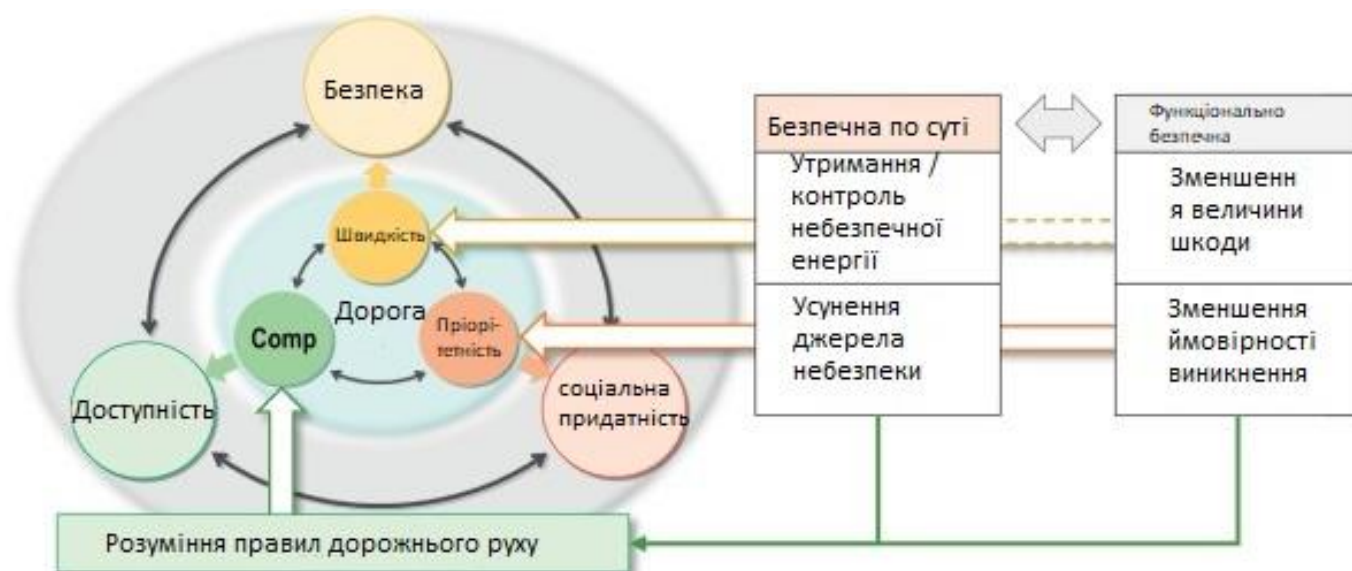 Безпека
Швидкість
Дорога
Comp
Пріорі-
тетність
Доступність
соціальна
придатність
Розуміння правил дорожнього руху
Безпечна по суті
Утримання /
контроль
небезпечної
енергії
Усунення
джерела
небезпеки
Функціонально
безпечна
Зменшенн
я величини
шкоди
Зменшення
ймовірності
виникнення